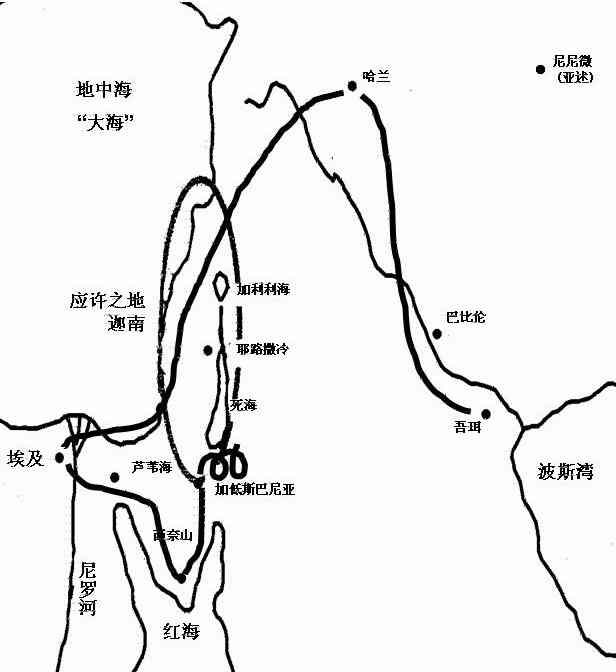 哈兰
尼尼微
(亚述)
地中海
“大海”
加利利海
应许之地
迦南
巴比伦
耶路撒冷
死海
吾珥
埃及
芦苇海
加低斯巴尼亚
波斯湾
西奈山
尼罗河
红海